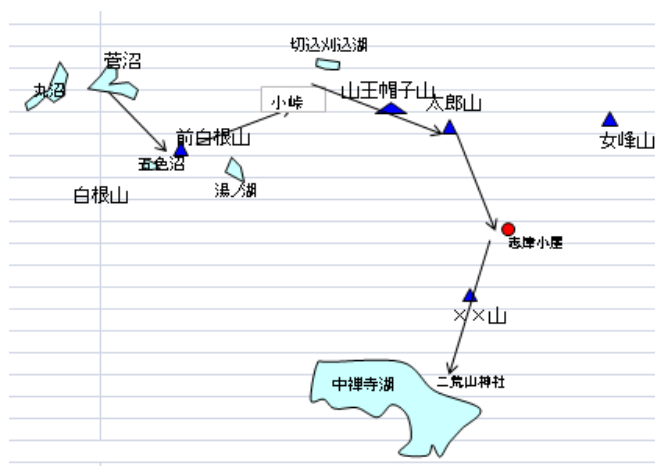 切込刈込湖
菅沼
丸沼
山王帽子山
太郎山
小峠
女峰山
前白根山
五色沼
白根山
湯ノ湖
志津小屋
××山
中禅寺湖
二荒山神社